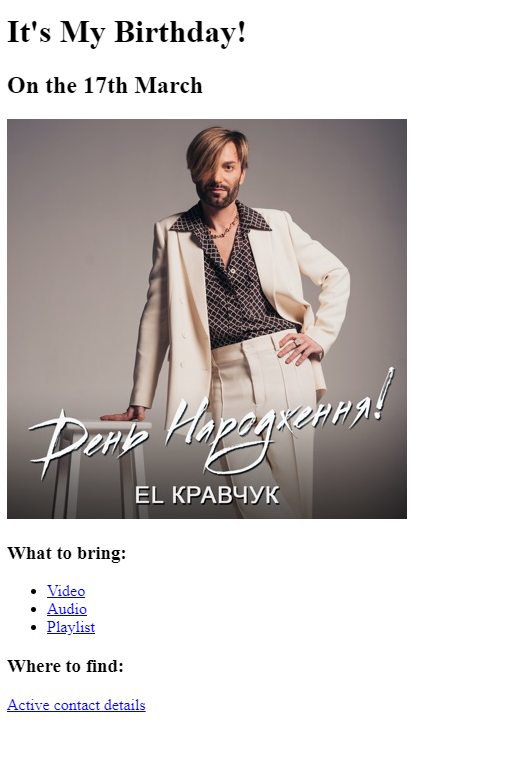 It's My Birthday!
On the 17th March
День Народження!
EL КРАВЧУК
What to bring:
Video
Audio
Playlist
Where to find:
Active contact details